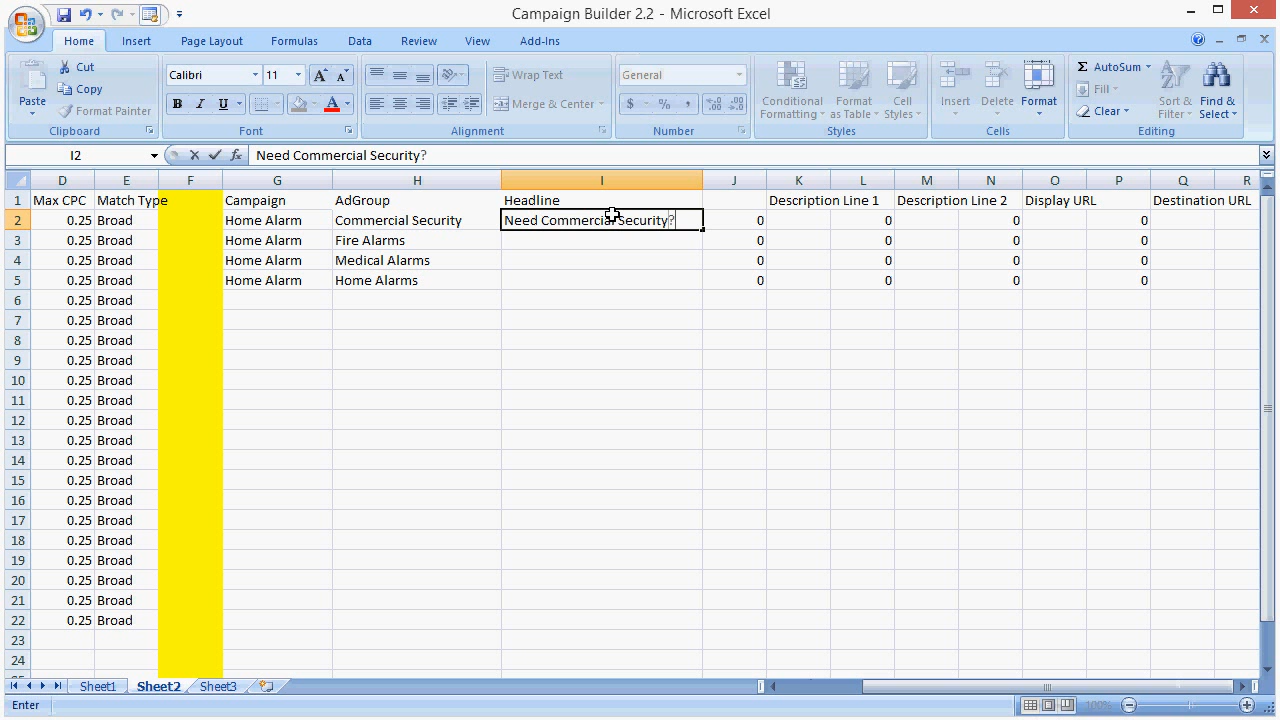 Campaign Builder 2.2 - Microsoft Excel
Home Insert Page Layout Formulas Data Review View Add-Ins
Paste
Cut
Copy
Format Painter
Clipboard
Calibri 11
B I U
Font
Wrap Text
Merge & Center
Alignment
General
$ % ,
Number
Conditional Formatting
Format as Table
Cell Styles
Styles
Insert Delete Format
Cells
AutoSum
Fill
Clear
Sort & Filter
Find & Select
Editing
I2 fx Need Commercial Security?
D E F G H I J K L M N O P Q R
1 Max CPC Match Type Campaign AdGroup Headline Description Line 1 Description Line 2 Display URL Destination URL
2 0.25 Broad Home Alarm Commercial Security Need Commercial Security? 0 0 0 0
3 0.25 Broad Home Alarm Fire Alarms 0 0 0 0
4 0.25 Broad Home Alarm Medical Alarms 0 0 0 0
5 0.25 Broad Home Alarm Home Alarms 0 0 0 0
6 0.25 Broad
7 0.25 Broad
8 0.25 Broad
9 0.25 Broad
10 0.25 Broad
11 0.25 Broad
12 0.25 Broad
13 0.25 Broad
14 0.25 Broad
15 0.25 Broad
16 0.25 Broad
17 0.25 Broad
18 0.25 Broad
19 0.25 Broad
20 0.25 Broad
21 0.25 Broad
22 0.25 Broad
23
24
Sheet1 Sheet2 Sheet3
Enter 100%